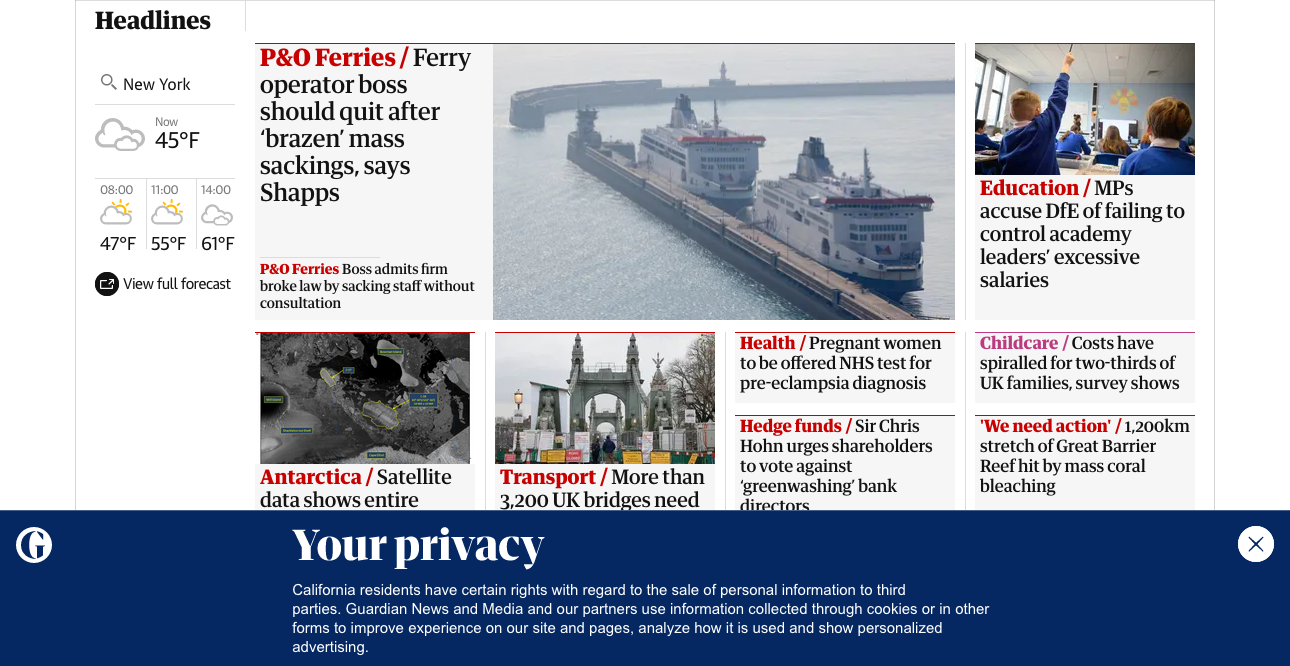 Headlines
New York
Now
45°F
08:00 11:00 14:00
47°F 55°F 61°F
View full forecast
P&O Ferries / Ferry
operator boss
should quit after
‘brazen’ mass
sackings, says
Shapps
P&O Ferries Boss admits firm
broke law by sacking staff without
consultation
Education / MPs
accuse DfE of failing to
control academy
leaders’ excessive
salaries
Antarctica / Satellite
data shows entire
Transport / More than
3,200 UK bridges need
Health / Pregnant women
to be offered NHS test for
pre-eclampsia diagnosis
Hedge funds / Sir Chris
Hohn urges shareholders
to vote against
‘greenwashing’ bank
directors
Childcare / Costs have
spiralled for two-thirds of
UK families, survey shows
'We need action' / 1,200km
stretch of Great Barrier
Reef hit by mass coral
bleaching
G
Your privacy
California residents have certain rights with regard to the sale of personal information to third
parties. Guardian News and Media and our partners use information collected through cookies or in other
forms to improve experience on our site and pages, analyze how it is used and show personalized
advertising.